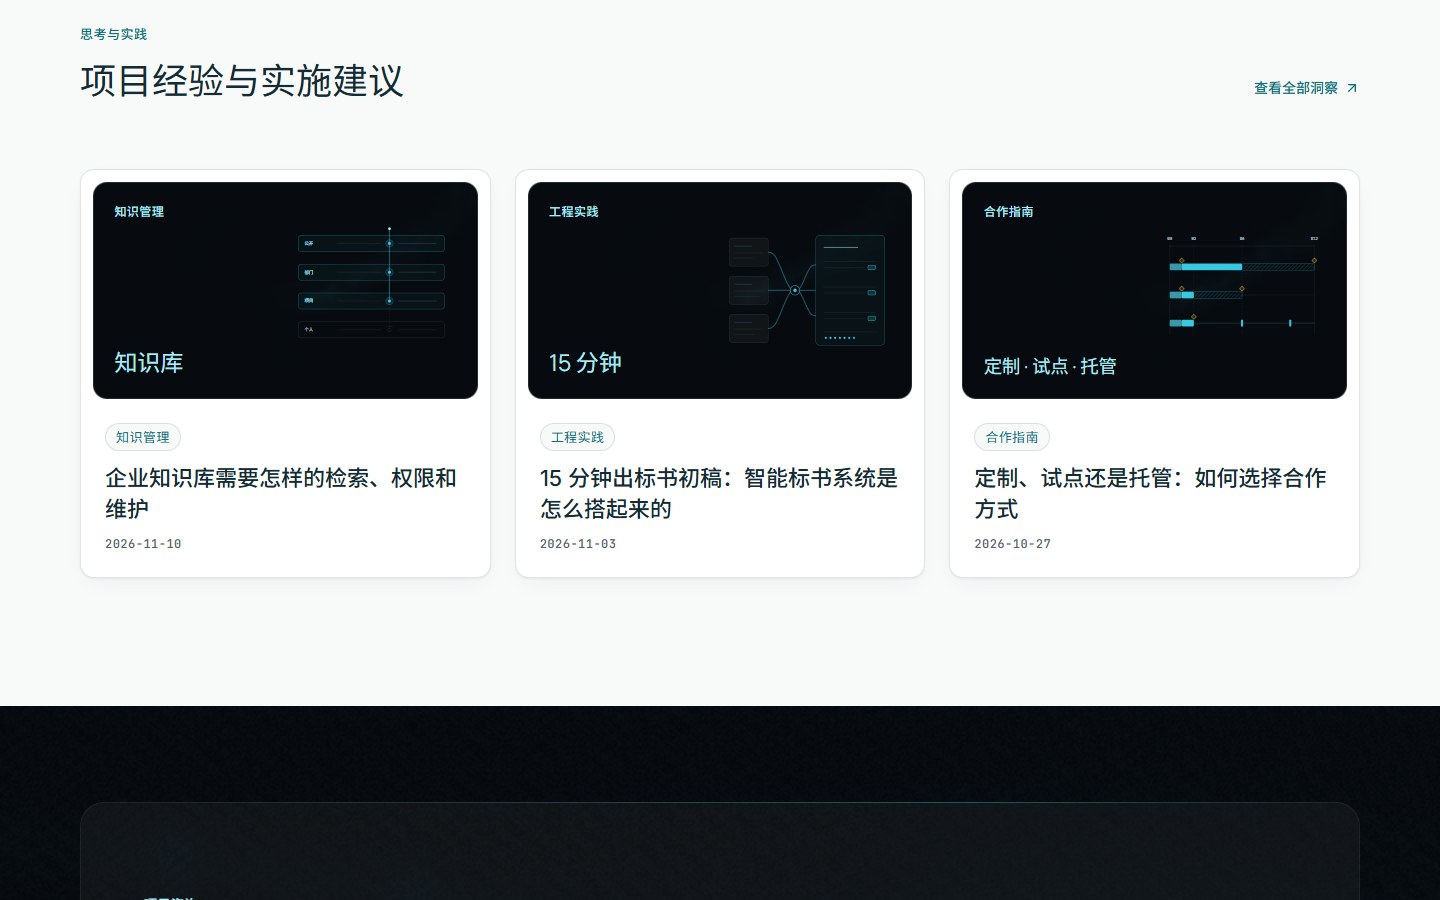 思考与实践
项目经验与实施建议
查看全部洞察
知识管理
公开
部门
个人
知识库
知识管理
企业知识库需要怎样的检索、权限和
维护
2026-11-10
工程实践
15 分钟
工程实践
15 分钟出标书初稿：智能标书系统是
怎么搭起来的
2026-11-03
合作指南
定制 · 试点 · 托管
合作指南
定制、试点还是托管：如何选择合作
方式
2026-10-27